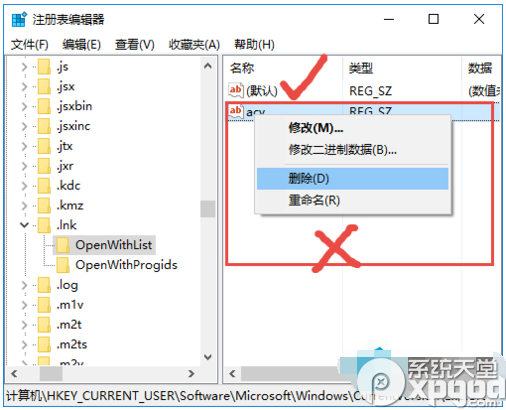 注册表编辑器
文件(F) 编辑(E) 查看(V) 收藏夹(A) 帮助(H)
名称 类型 数据
.js
.jsx
.jsxbin
.jsxinc
.jtx
.jxr
.kdc
.kmz
.lnk
OpenWithList
OpenWithProgids
.log
.m1v
.m2t
.m2ts
.m2v
ab (默认) REG_SZ (数值
ab acv REG_SZ
修改(M)...
修改二进制数据(B)...
删除(D)
重命名(R)
计算机\HKEY_CURRENT_USER\Software\Microsoft\Windows\
系统天堂